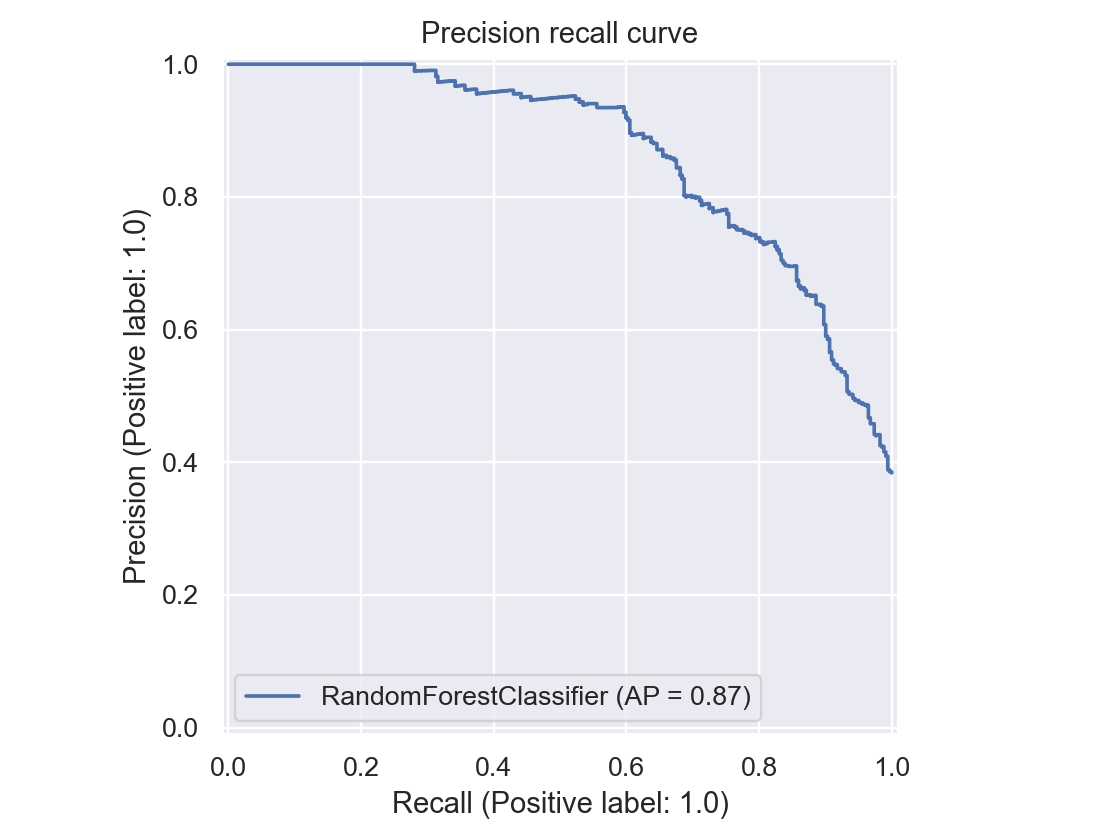 Precision recall curve
1.0
0.8
0.6
0.4
0.2
0.0
Precision (Positive label: 1.0)
RandomForestClassifier (AP = 0.87)
0.0 0.2 0.4 0.6 0.8 1.0
Recall (Positive label: 1.0)